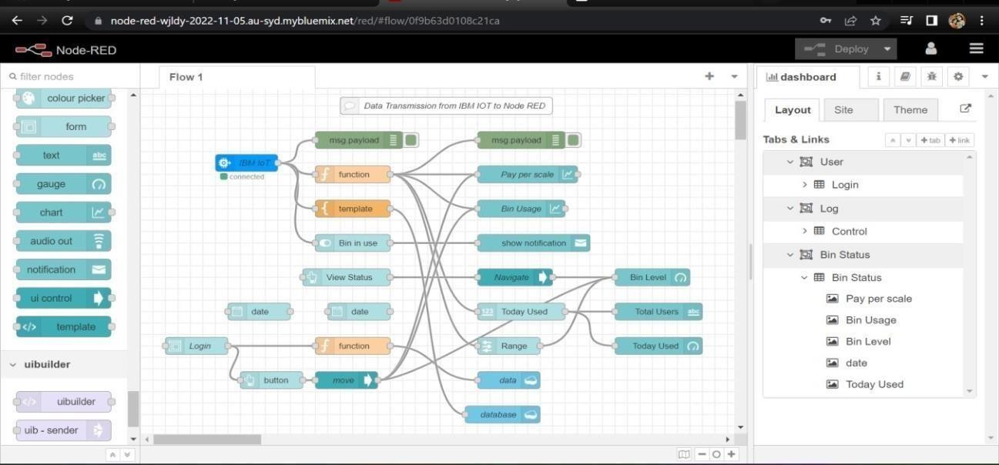 node-red-wjldy-2022-11-05.au-syd.mybluemix.net/red/#flow/0f9b63d0108c21ca
Node-RED
Deploy
filter nodes
colour picker
form
text
abc
gauge
chart
audio out
notification
ui control
template
uibuilder
uibuilder
uib - sender
Flow 1
Data Transmission from IBM IOT to Node RED
msg.payload
msg.payload
IBM IoT
connected
function
Pay per scale
template
Bin Usage
Bin in use
show notification
View Status
Navigate
Bin Level
date
date
123
Today Used
Total Users
abc
Login
function
Range
Today Used
button
move
data
database
dashboard
i
Layout
Site
Theme
Tabs & Links
+ tab
+ link
User
Login
Log
Control
Bin Status
Bin Status
Pay per scale
Bin Usage
Bin Level
date
Today Used